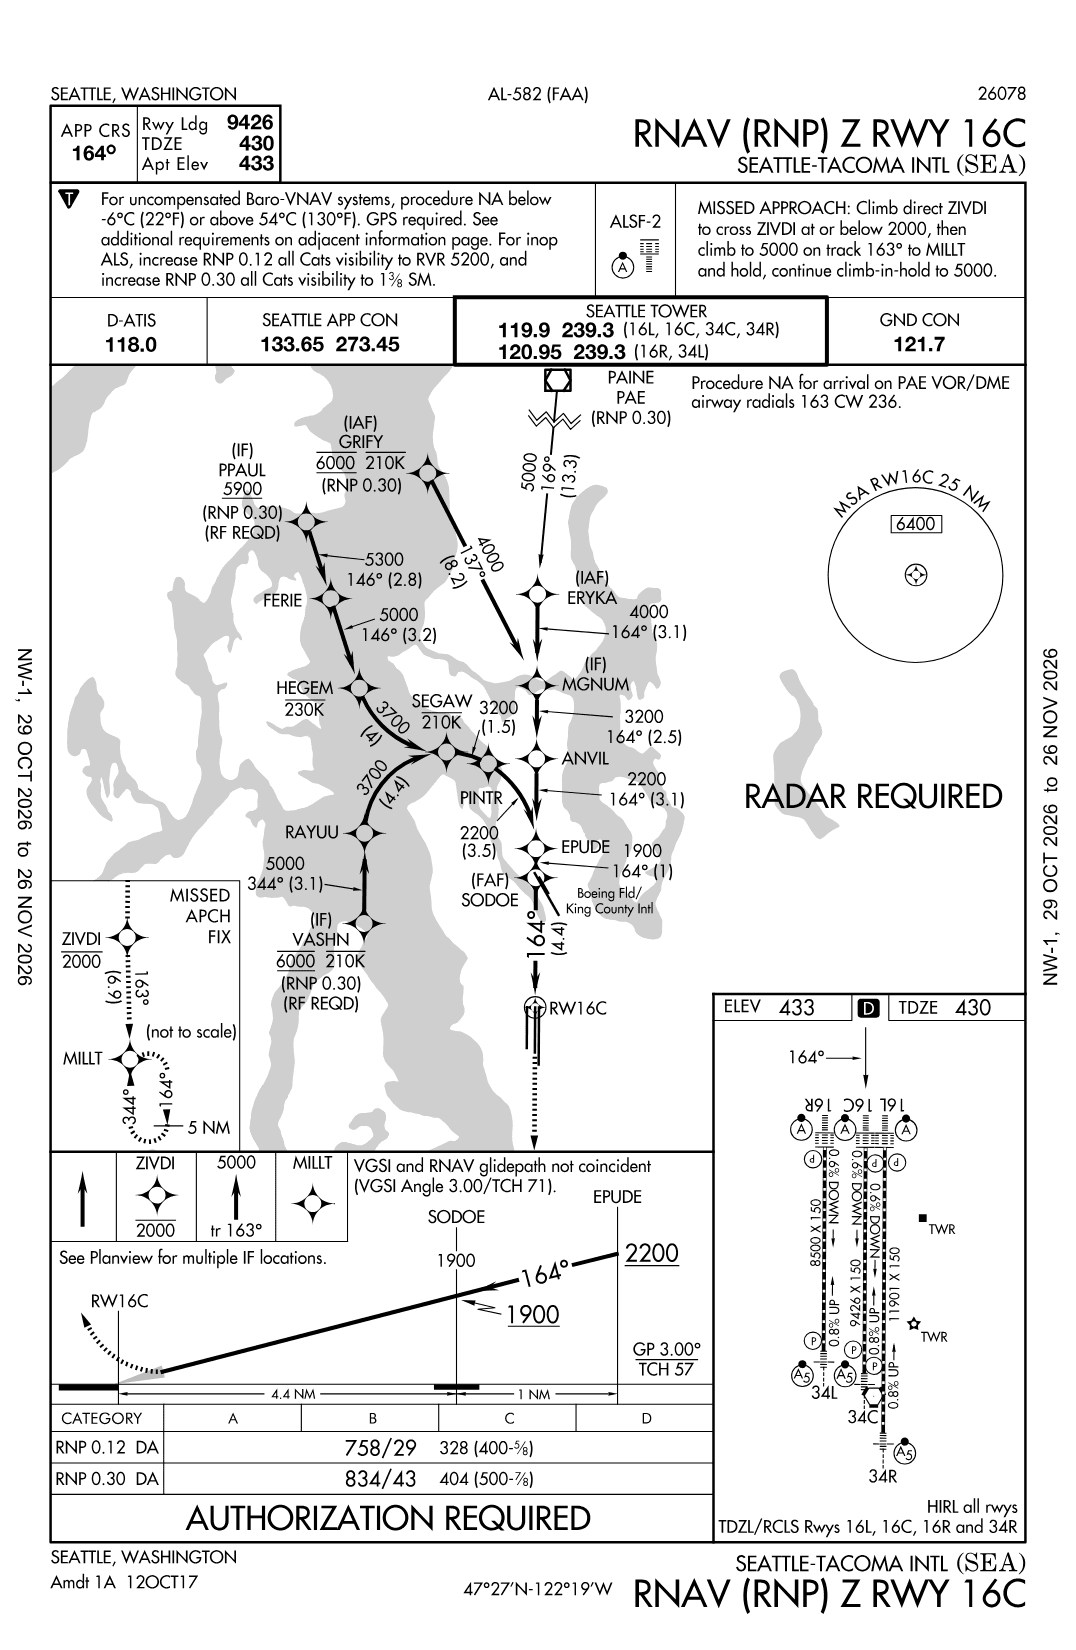 SEATTLE, WASHINGTON
AL-582 (FAA)
26078
APP CRS
164°
Rwy Ldg 9426
TDZE 430
Apt Elev 433
RNAV (RNP) Z RWY 16C
SEATTLE-TACOMA INTL (SEA)
T
For uncompensated Baro-VNAV systems, procedure NA below
-6°C (22°F) or above 54°C (130°F). GPS required. See
additional requirements on adjacent information page. For inop
ALS, increase RNP 0.12 all Cats visibility to RVR 5200, and
increase RNP 0.30 all Cats visibility to 1⅜ SM.
ALSF-2
A
MISSED APPROACH: Climb direct ZIVDI
to cross ZIVDI at or below 2000, then
climb to 5000 on track 163° to MILLT
and hold, continue climb-in-hold to 5000.
D-ATIS
118.0
SEATTLE APP CON
133.65 273.45
SEATTLE TOWER
119.9 239.3 (16L, 16C, 34C, 34R)
120.95 239.3 (16R, 34L)
GND CON
121.7
PAINE
PAE
(RNP 0.30)
Procedure NA for arrival on PAE VOR/DME
airway radials 163 CW 236.
5000
169°
(13.3)
(IAF)
GRIFY
6000 210K
(RNP 0.30)
(IF)
PPAUL
5900
(RNP 0.30)
(RF REQD)
4000
137°
(8.2)
MSA RW16C 25 NM
6400
5300
146° (2.8)
FERIE
5000
146° (3.2)
(IAF)
ERYKA
4000
164° (3.1)
HEGEM
230K
(IF)
MGNUM
3700
(4)
SEGAW
210K
3200
(1.5)
3200
164° (2.5)
ANVIL
3700
(4.4)
PINTR
2200
164° (3.1)
RADAR REQUIRED
RAYUU
2200
(3.5)
EPUDE
1900
164° (1)
5000
344° (3.1)
(FAF)
SODOE
Boeing Fld/
King County Intl
(IF)
VASHN
6000 210K
(RNP 0.30)
(RF REQD)
164°
(4.4)
RW16C
MISSED
APCH
FIX
ZIVDI
2000
163°
(6.9)
(not to scale)
MILLT
344°
164°
5 NM
NW-1, 29 OCT 2026 to 26 NOV 2026
NW-1, 29 OCT 2026 to 26 NOV 2026
ELEV 433
D
TDZE 430
164°
16R
16C
16L
A
A
A
P
P
P
0.6% DOWN
0.6% DOWN
0.6% DOWN
8500 X 150
9426 X 150
11901 X 150
TWR
TWR
0.8% UP
0.8% UP
0.8% UP
P
P
P
A5
A5
34L
34C
A5
34R
HIRL all rwys
TDZL/RCLS Rwys 16L, 16C, 16R and 34R
ZIVDI
2000
5000
tr 163°
MILLT
VGSI and RNAV glidepath not coincident
(VGSI Angle 3.00/TCH 71).
See Planview for multiple IF locations.
RW16C
SODOE
1900
EPUDE
2200
164°
1900
GP 3.00°
TCH 57
4.4 NM
1 NM
CATEGORY A B C D
RNP 0.12 DA 758/29 328 (400-⅝)
RNP 0.30 DA 834/43 404 (500-⅞)
AUTHORIZATION REQUIRED
SEATTLE, WASHINGTON
Amdt 1A 12OCT17
47°27'N-122°19'W
SEATTLE-TACOMA INTL (SEA)
RNAV (RNP) Z RWY 16C